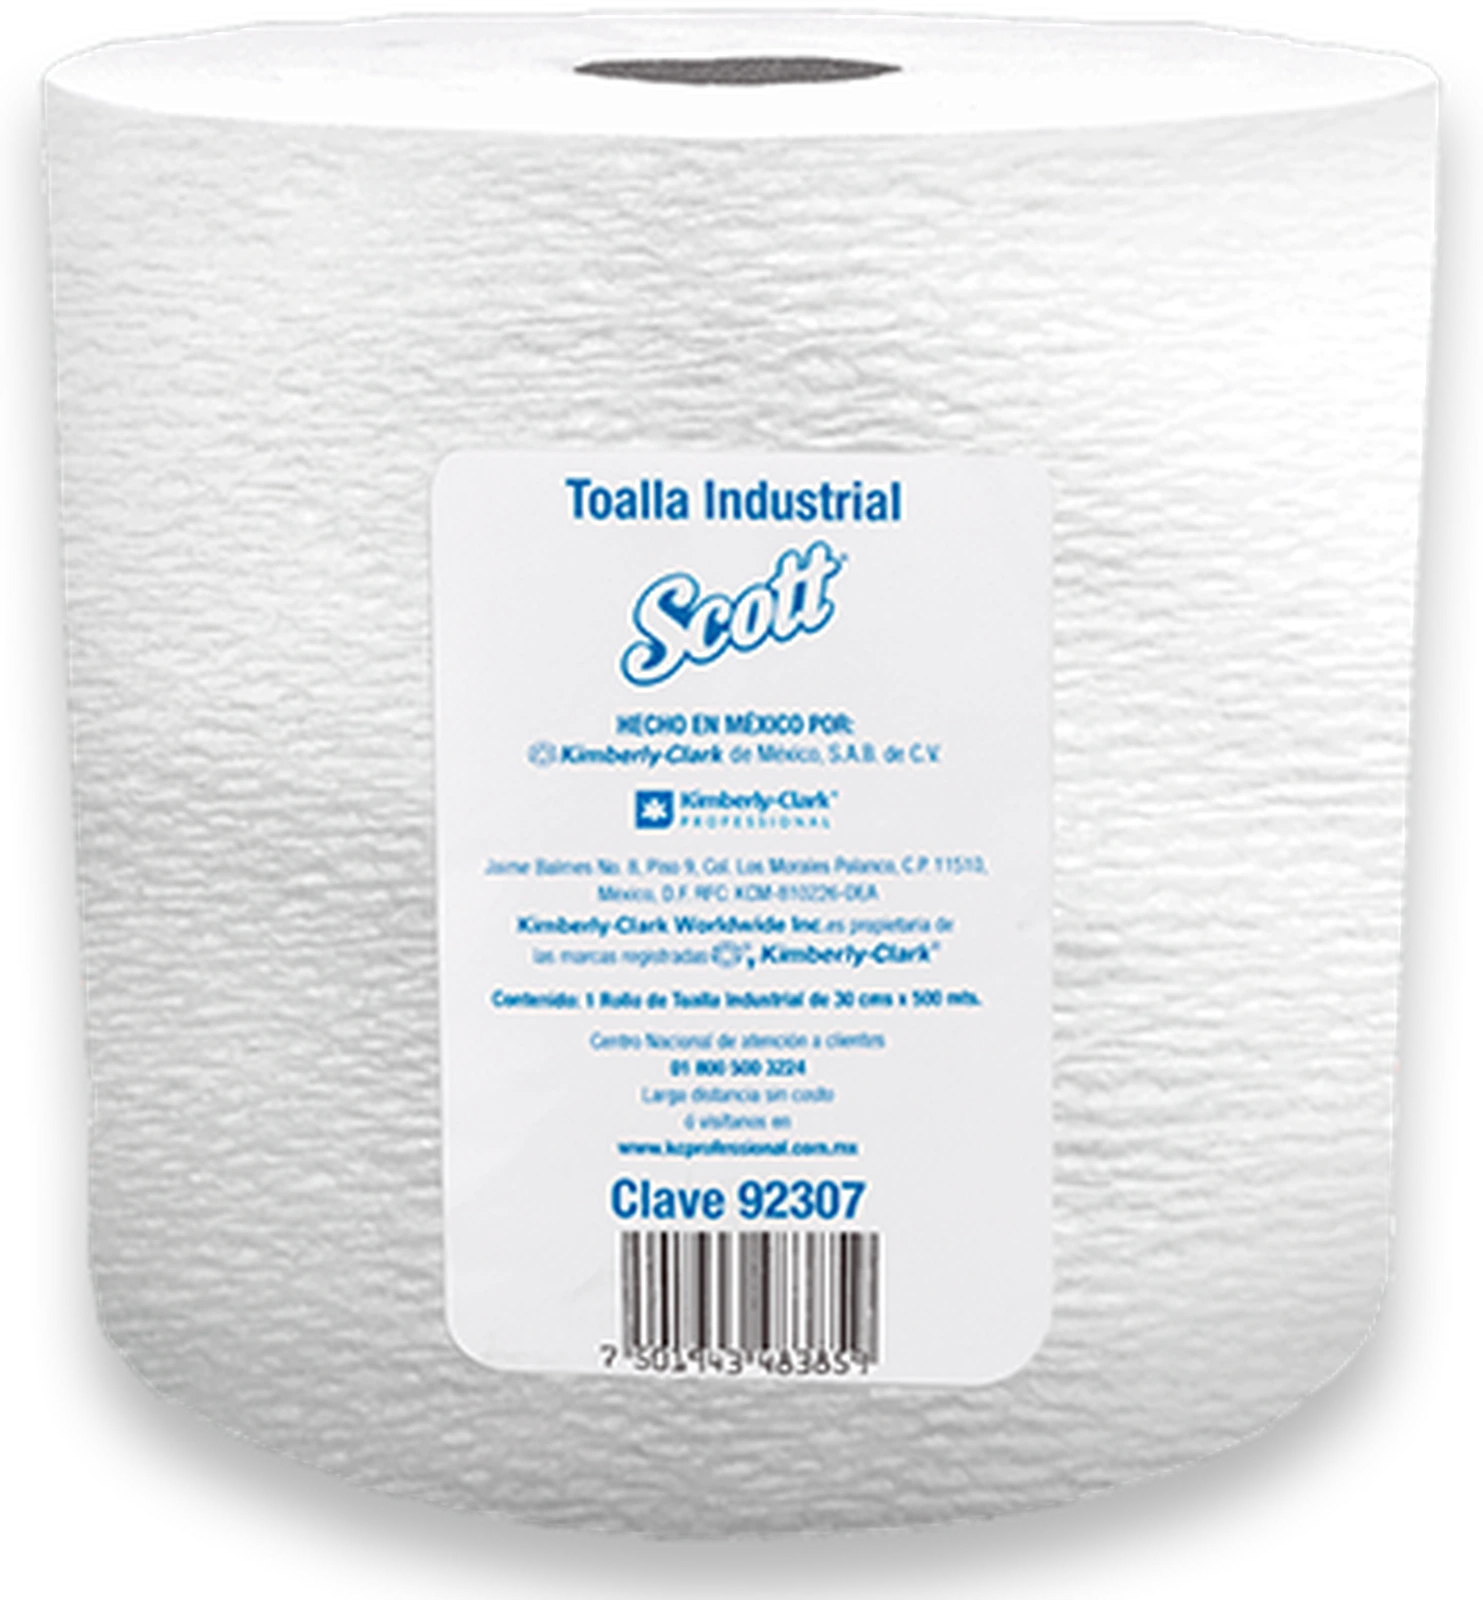 Toalla Industrial
Scott
HECHO EN MÉXICO POR:
Kimberly-Clark de México, S.A.B. de C.V.
Kimberly-Clark®
PROFESSIONAL
Jaime Balmes No. 8, Piso 9, Col. Los Morales Polanco, C.P. 11510,
México, D.F. RFC KCM-810226-
Kimberly-Clark Worldwide Inc. es propietaria de
las marcas registradas ®, Kimberly-Clark®
Contenido: 1 Rollo de Toalla Industrial de 30 cms x 500 mts.
Centro Nacional de atención a clientes
01 800 500 3224
Larga distancia sin costo
ó visítanos en
www.kcprofessional.com.mx
Clave 92307
7 501943 483859